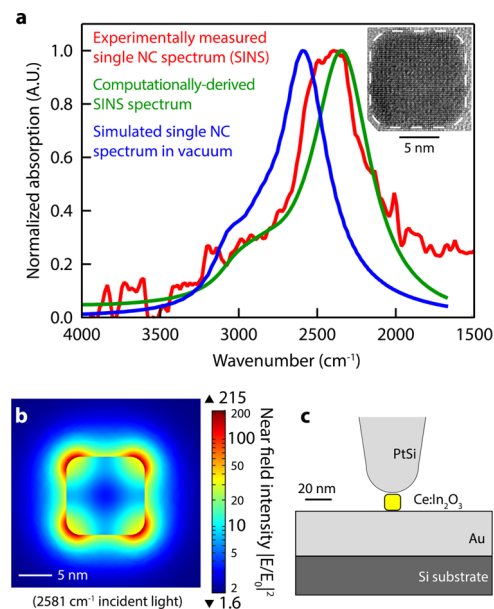 a
Experimentally measured
single NC spectrum (SINS)
Computationally-derived
SINS spectrum
Simulated single NC
spectrum in vacuum
5 nm
Normalized absorption (A.U.)
1.0
0.8
0.6
0.4
0.2
0.0
4000 3500 3000 2500 2000 1500
Wavenumber (cm⁻¹)
b
5 nm
(2581 cm⁻¹ incident light)
215
200
100
50
20
10
5
2
1.6
Near field intensity |E/E₀|²
c
20 nm
PtSi
Ce:In₂O₃
Au
Si substrate